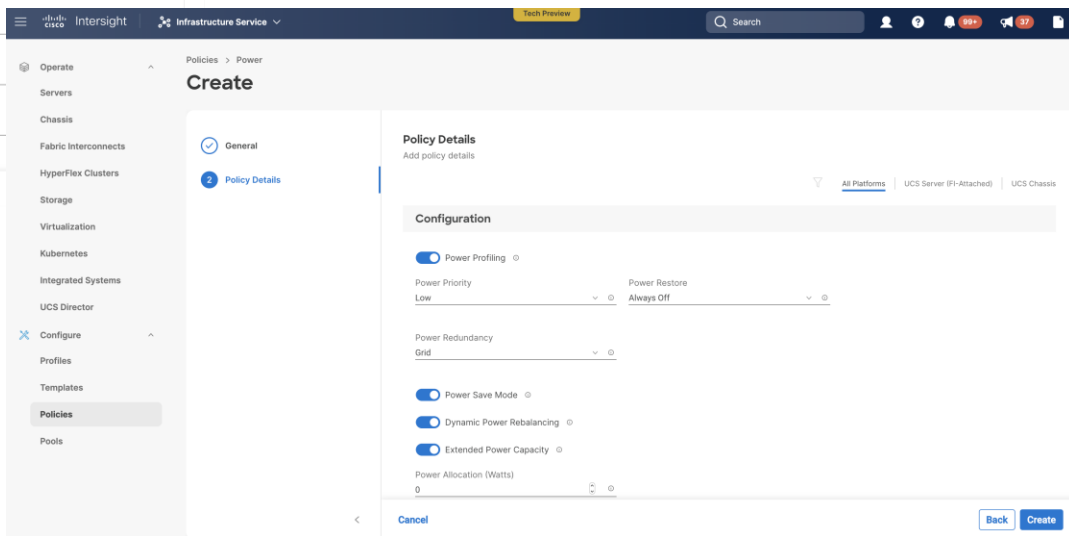 cisco Intersight
Infrastructure Service
Tech Preview
Search
99+
37
Operate
Servers
Chassis
Fabric Interconnects
HyperFlex Clusters
Storage
Virtualization
Kubernetes
Integrated Systems
UCS Director
Configure
Profiles
Templates
Policies
Pools
Policies > Power
Create
General
2 Policy Details
Policy Details
Add policy details
All Platforms | UCS Server (FI-Attached) | UCS Chassis
Configuration
Power Profiling
Power Priority
Low
Power Restore
Always Off
Power Redundancy
Grid
Power Save Mode
Dynamic Power Rebalancing
Extended Power Capacity
Power Allocation (Watts)
0
Cancel
Back
Create